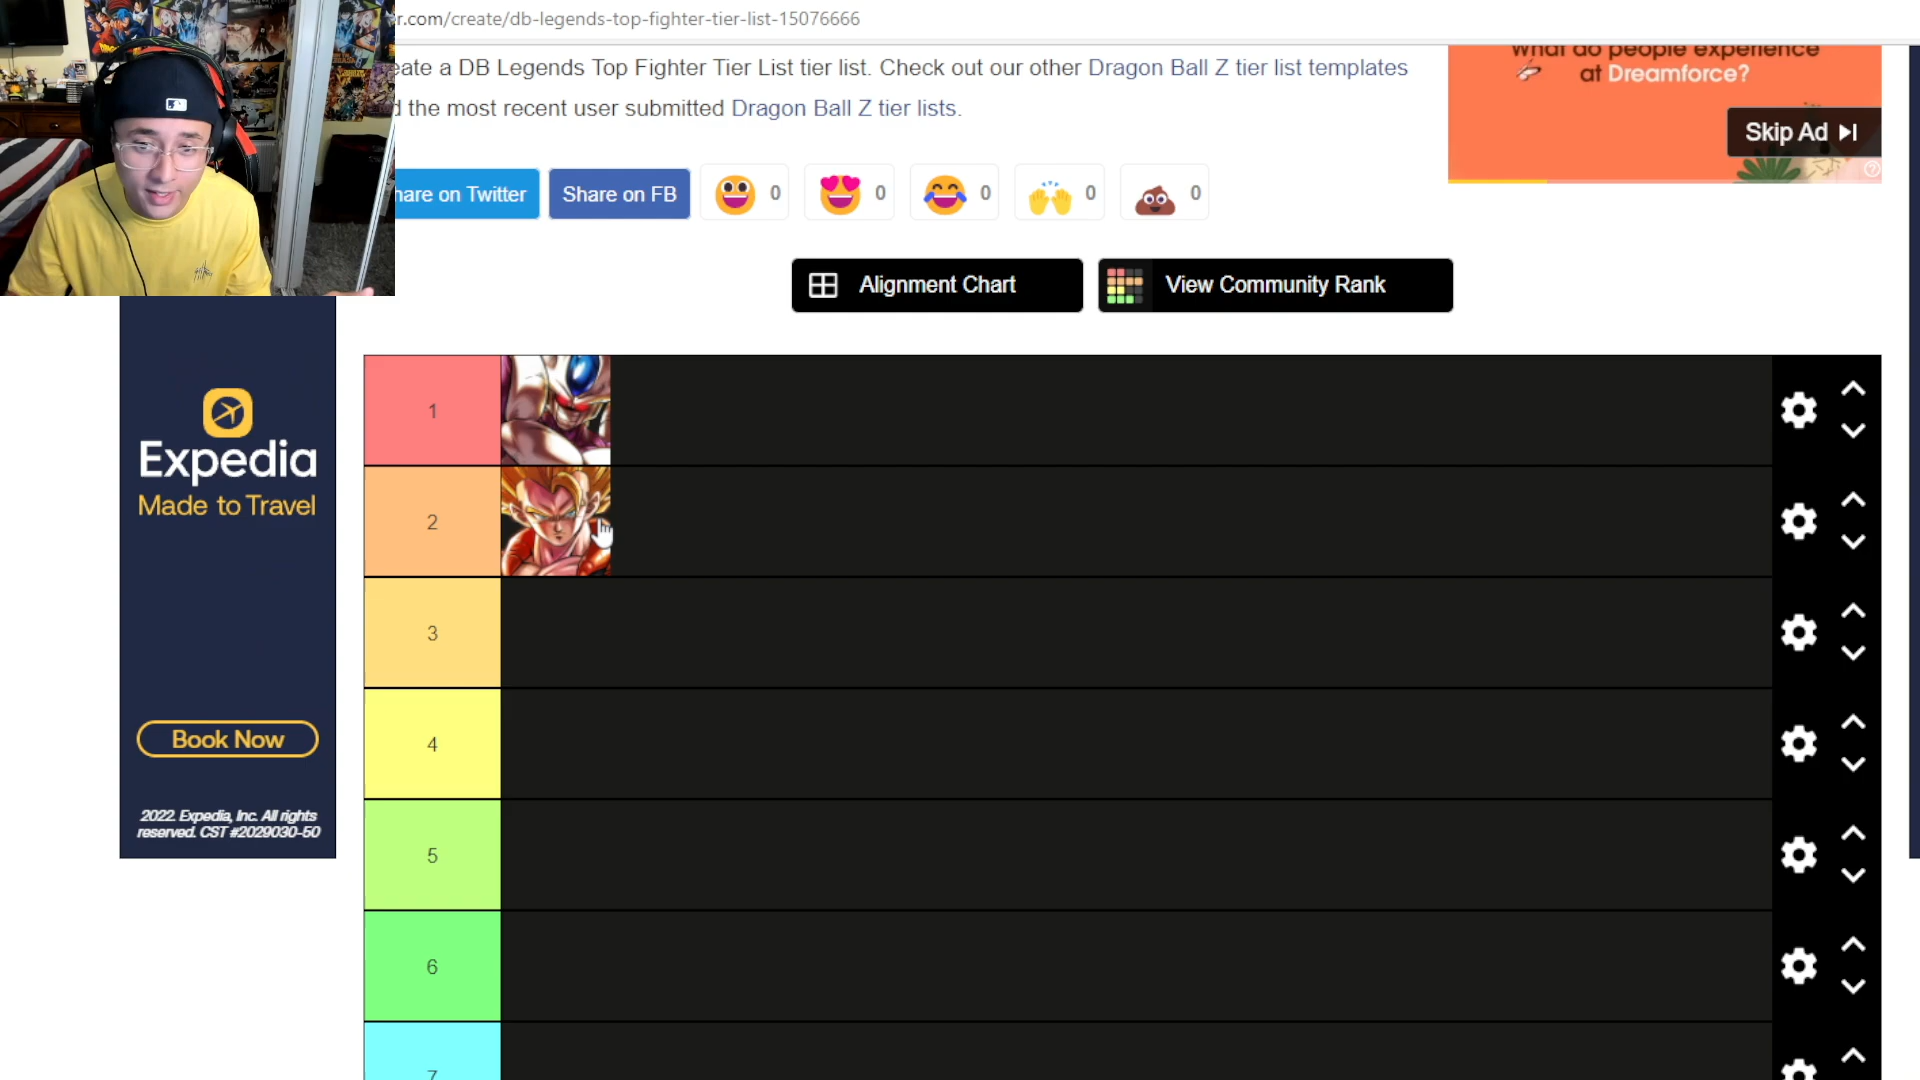 r.com/create/db-legends-top-fighter-tier-list-15076666
eate a DB Legends Top Fighter Tier List tier list. Check out our other Dragon Ball Z tier list templates
d the most recent user submitted Dragon Ball Z tier lists.
What do people experience
at Dreamforce?
Skip Ad
hare on Twitter
Share on FB
0
0
0
0
0
Alignment Chart
View Community Rank
Expedia
Made to Travel
Book Now
2022. Expedia, Inc. All rights
reserved. CST #2029030-50
1
2
3
4
5
6
7